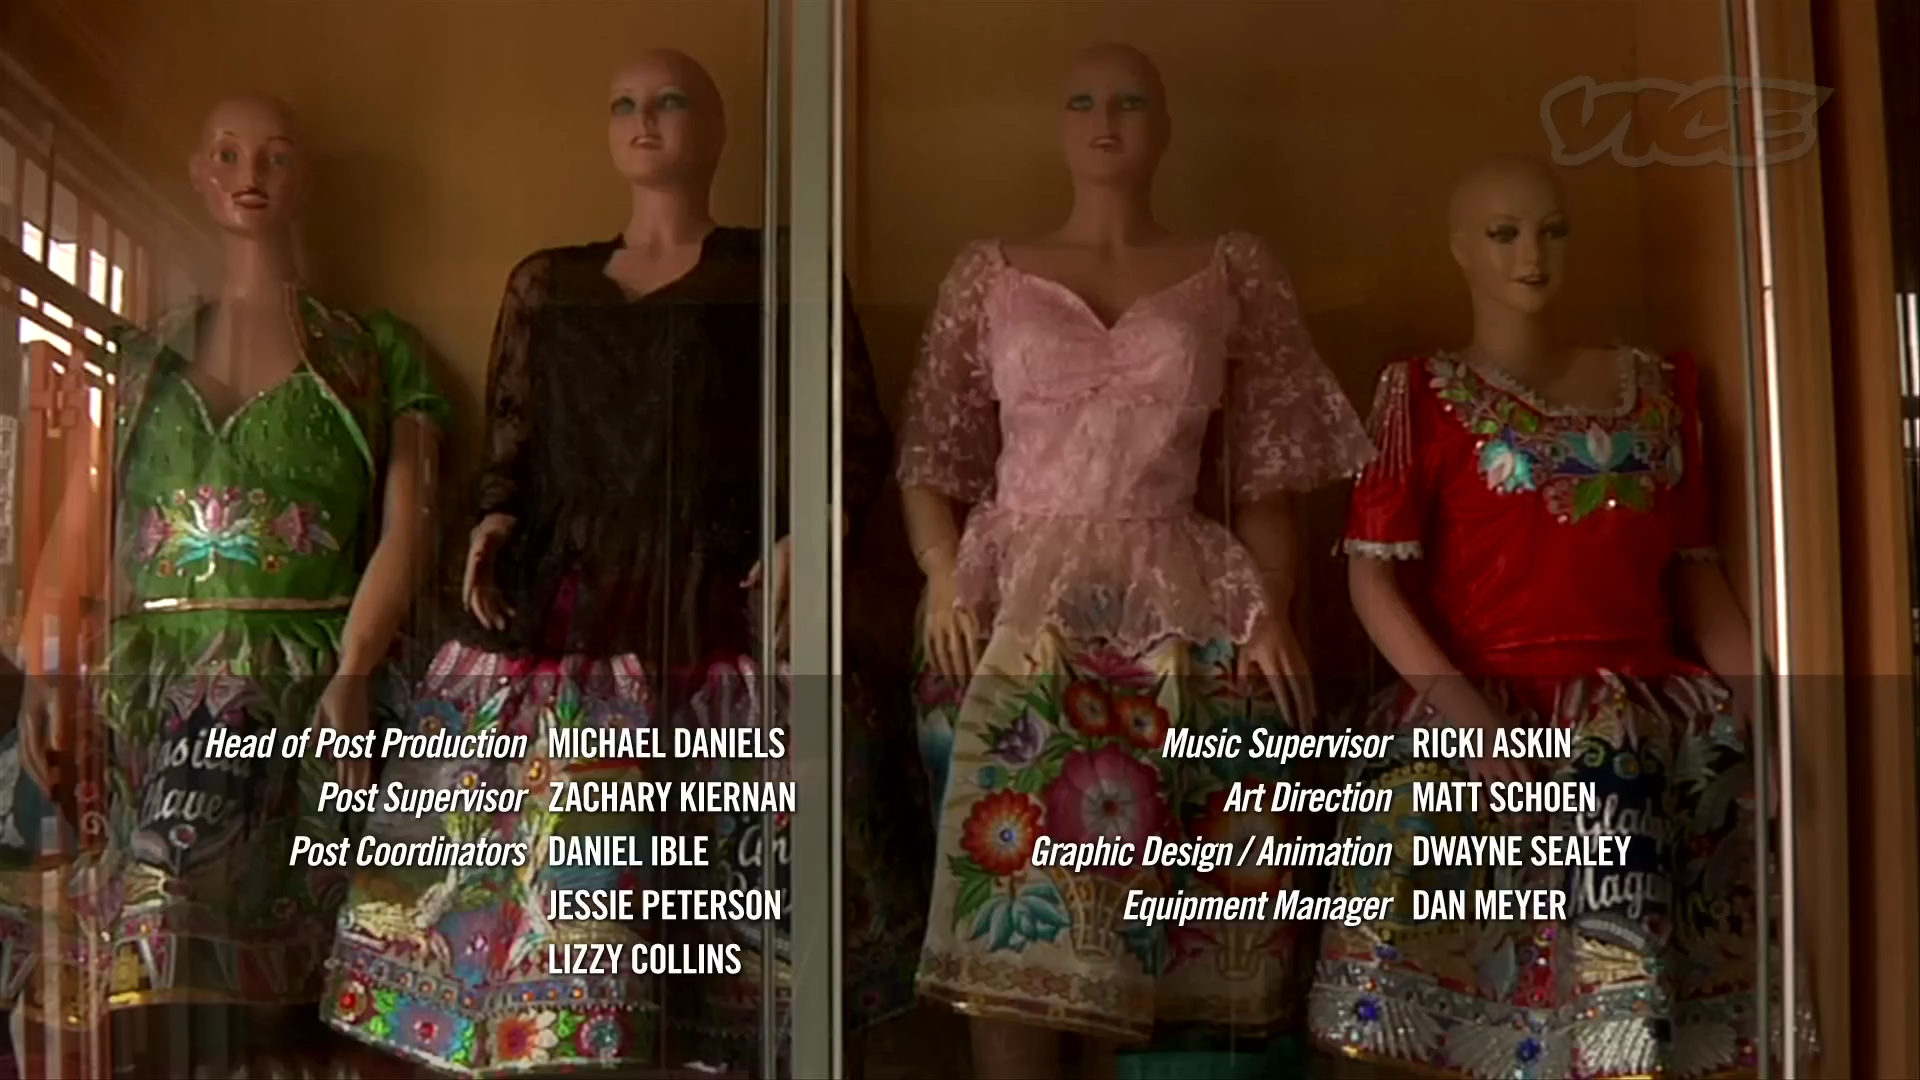 VICE
Head of Post Production MICHAEL DANIELS
Post Supervisor ZACHARY KIERNAN
Post Coordinators DANIEL IBLE
JESSIE PETERSON
LIZZY COLLINS
Music Supervisor RICKI ASKIN
Art Direction MATT SCHOEN
Graphic Design / Animation DWAYNE SEALEY
Equipment Manager DAN MEYER